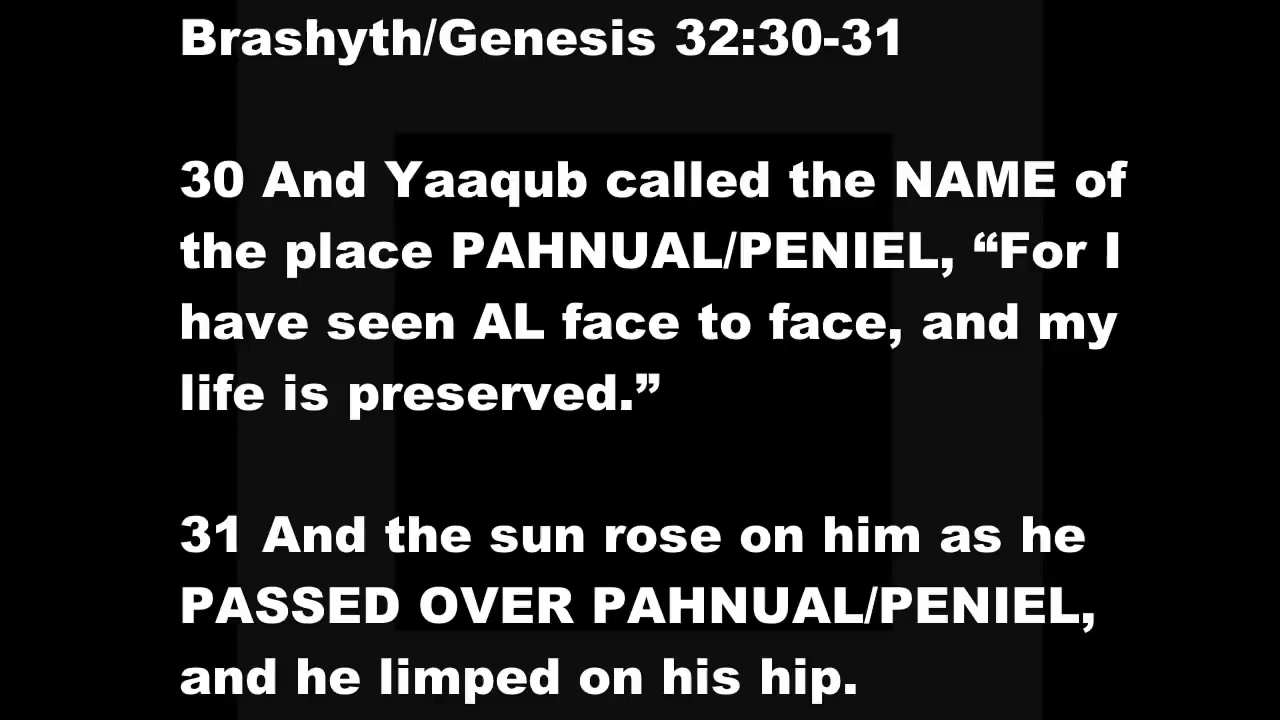 Brashyth/Genesis 32:30-31
30 And Yaaqub called the NAME of
the place PAHNUAL/PENIEL, “For I
have seen AL face to face, and my
life is preserved.”
31 And the sun rose on him as he
PASSED OVER PAHNUAL/PENIEL,
and he limped on his hip.